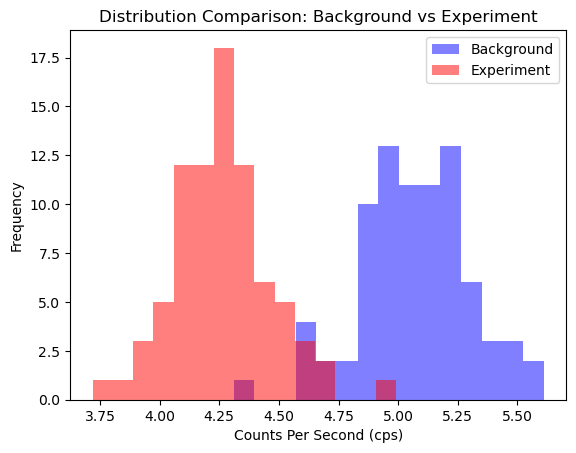 Distribution Comparison: Background vs Experiment
Background
Experiment
Frequency
17.5
15.0
12.5
10.0
7.5
5.0
2.5
0.0
3.75 4.00 4.25 4.50 4.75 5.00 5.25 5.50
Counts Per Second (cps)